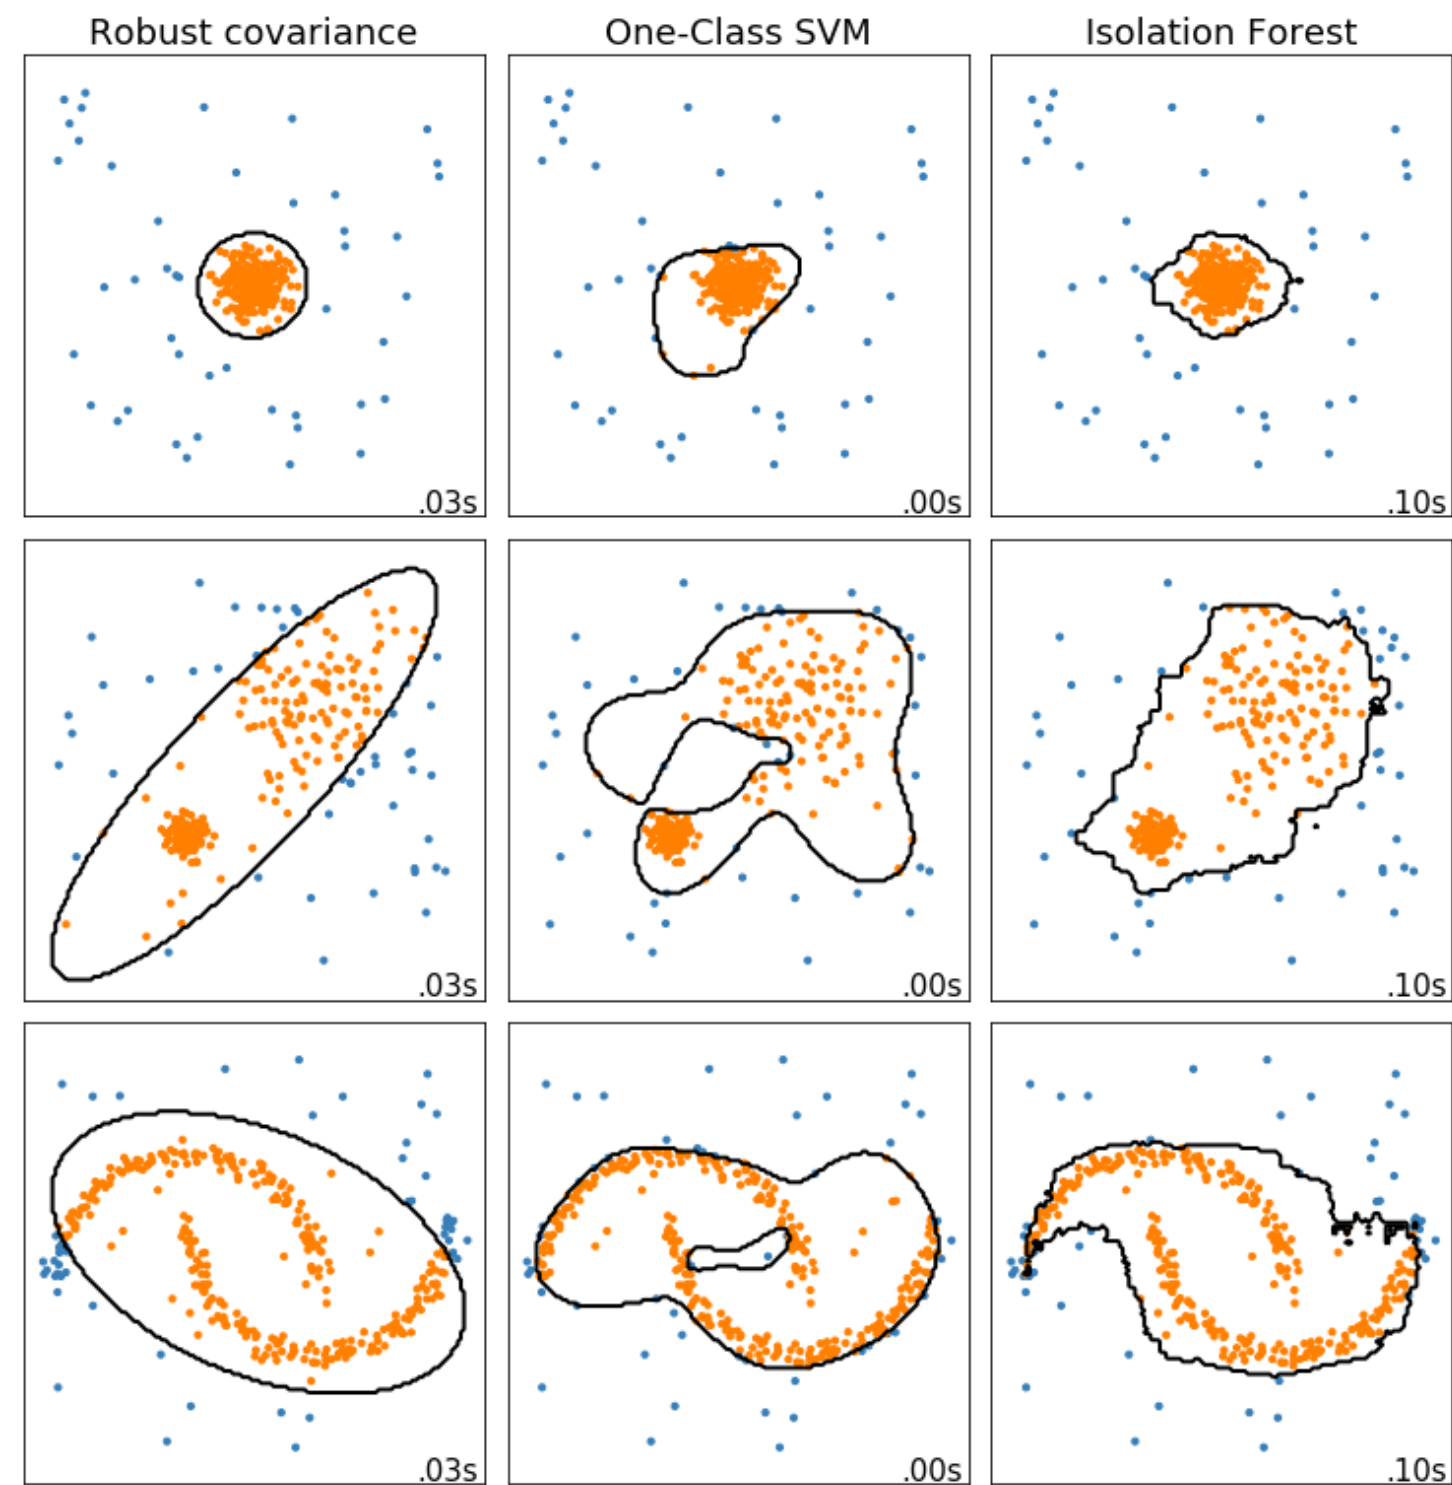 Robust covariance
One-Class SVM
Isolation Forest
.03s
.00s
.10s
.03s
.00s
.10s
.03s
.00s
.10s